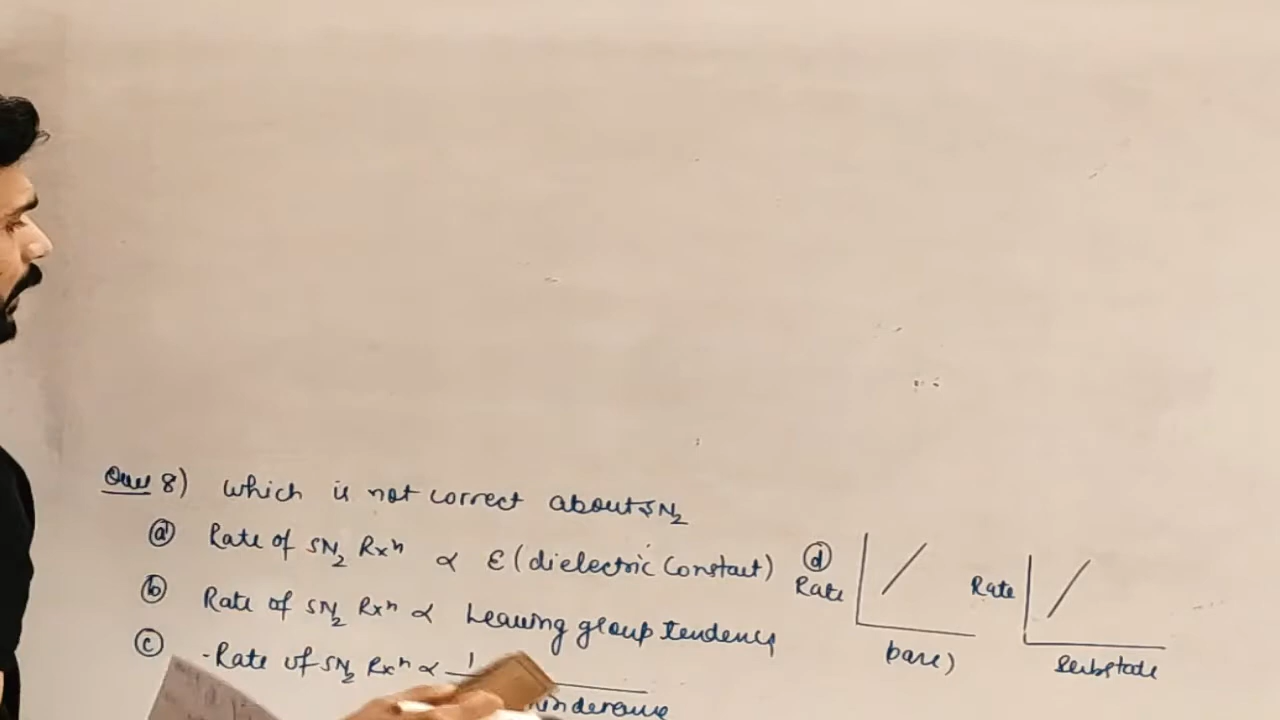 Que 8) which is not correct about SN2
(a) Rate of SN2 Rxn ∝ ε (dielectric Constant)
(b) Rate of SN2 Rxn ∝ Leaving group tendency
(c) -Rate of SN2 Rxn ∝ 1
hinderance
(d)
Rate
base)
Rate
Substate